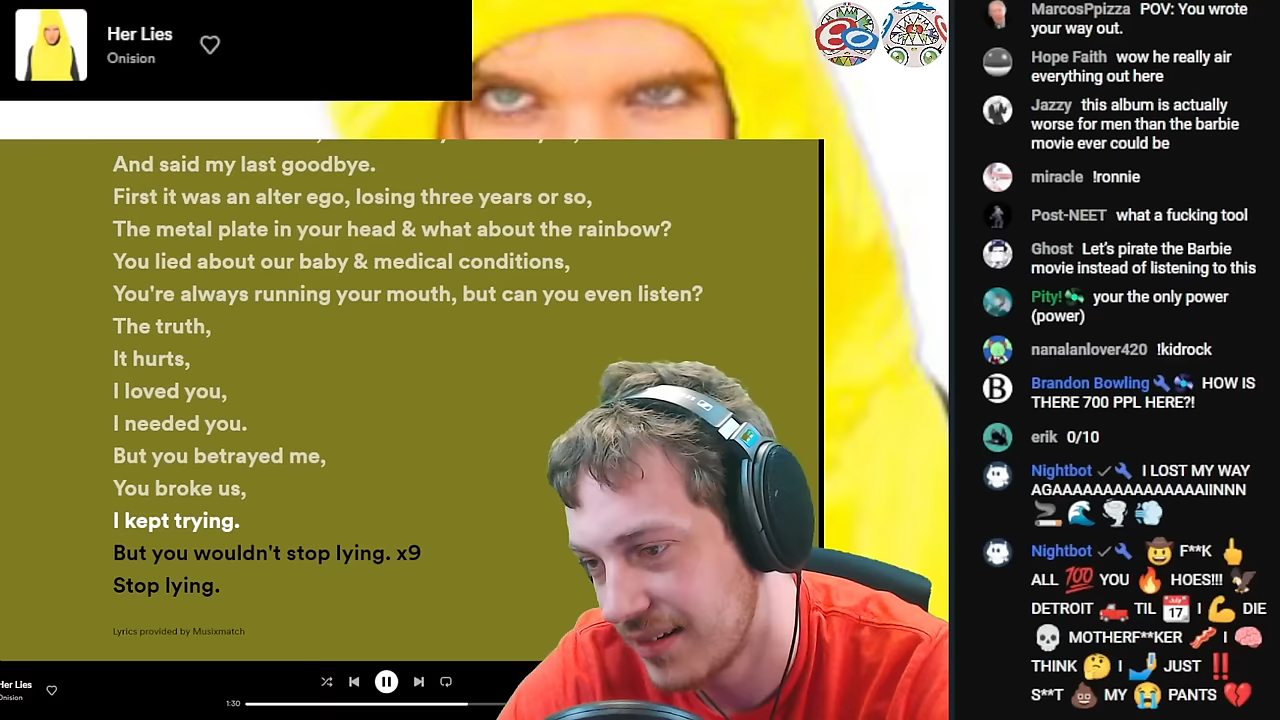 Her Lies
Onision
And said my last goodbye.
First it was an alter ego, losing three years or so,
The metal plate in your head & what about the rainbow?
You lied about our baby & medical conditions,
You're always running your mouth, but can you even listen?
The truth,
It hurts,
I loved you,
I needed you.
But you betrayed me,
You broke us,
I kept trying.
But you wouldn't stop lying. x9
Stop lying.
Lyrics provided by Musixmatch
Her Lies
Onision
1:30
MarcosPpizza POV: You wrote
your way out.
Hope Faith wow he really air
everything out here
Jazzy this album is actually
worse for men than the barbie
movie ever could be
miracle !ronnie
Post-NEET what a fucking tool
Ghost Let's pirate the Barbie
movie instead of listening to this
Pity! your the only power
(power)
nanalanlover420 !kidrock
Brandon Bowling HOW IS
THERE 700 PPL HERE?!
erik 0/10
Nightbot I LOST MY WAY
AGAAAAAAAAAAAAAAIINNN
🚬 🌊 🌪️ 💨
Nightbot 🤠 F**K 🖕
ALL 💯 YOU 🔥 HOES!!! 🦅
DETROIT 🛻 TIL 📅 I 💪 DIE
💀 MOTHERF**KER 🥓 I 🧠
THINK 🤔 I 🤳 JUST ‼️
S**T 💩 MY 😭 PANTS 💔